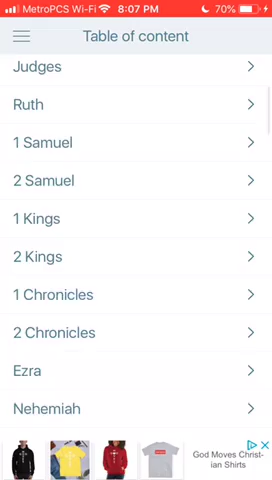 MetroPCS Wi-Fi 8:07 PM 70%
Table of content
Judges
Ruth
1 Samuel
2 Samuel
1 Kings
2 Kings
1 Chronicles
2 Chronicles
Ezra
Nehemiah
God Moves Christ-
ian Shirts